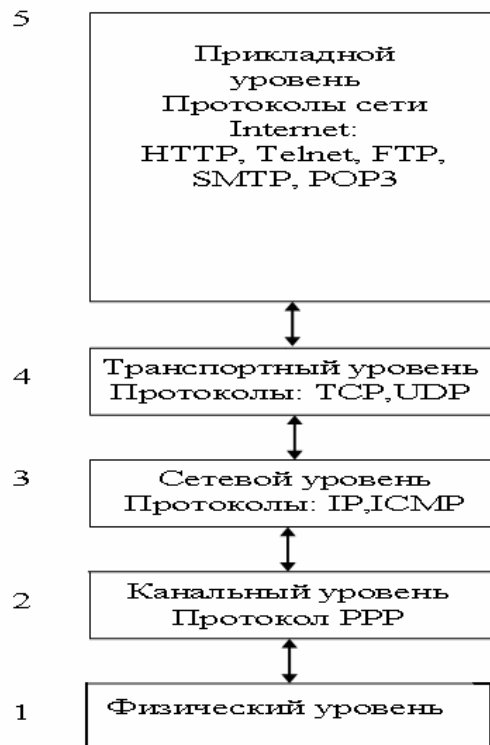 5
Прикладной
уровень
Протоколы сети
Internet:
HTTP, Telnet, FTP,
SMTP, POP3
4
Транспортный уровень
Протоколы: TCP,UDP
3
Сетевой уровень
Протоколы: IP,ICMP
2
Канальный уровень
Протокол PPP
1
Физический уровень